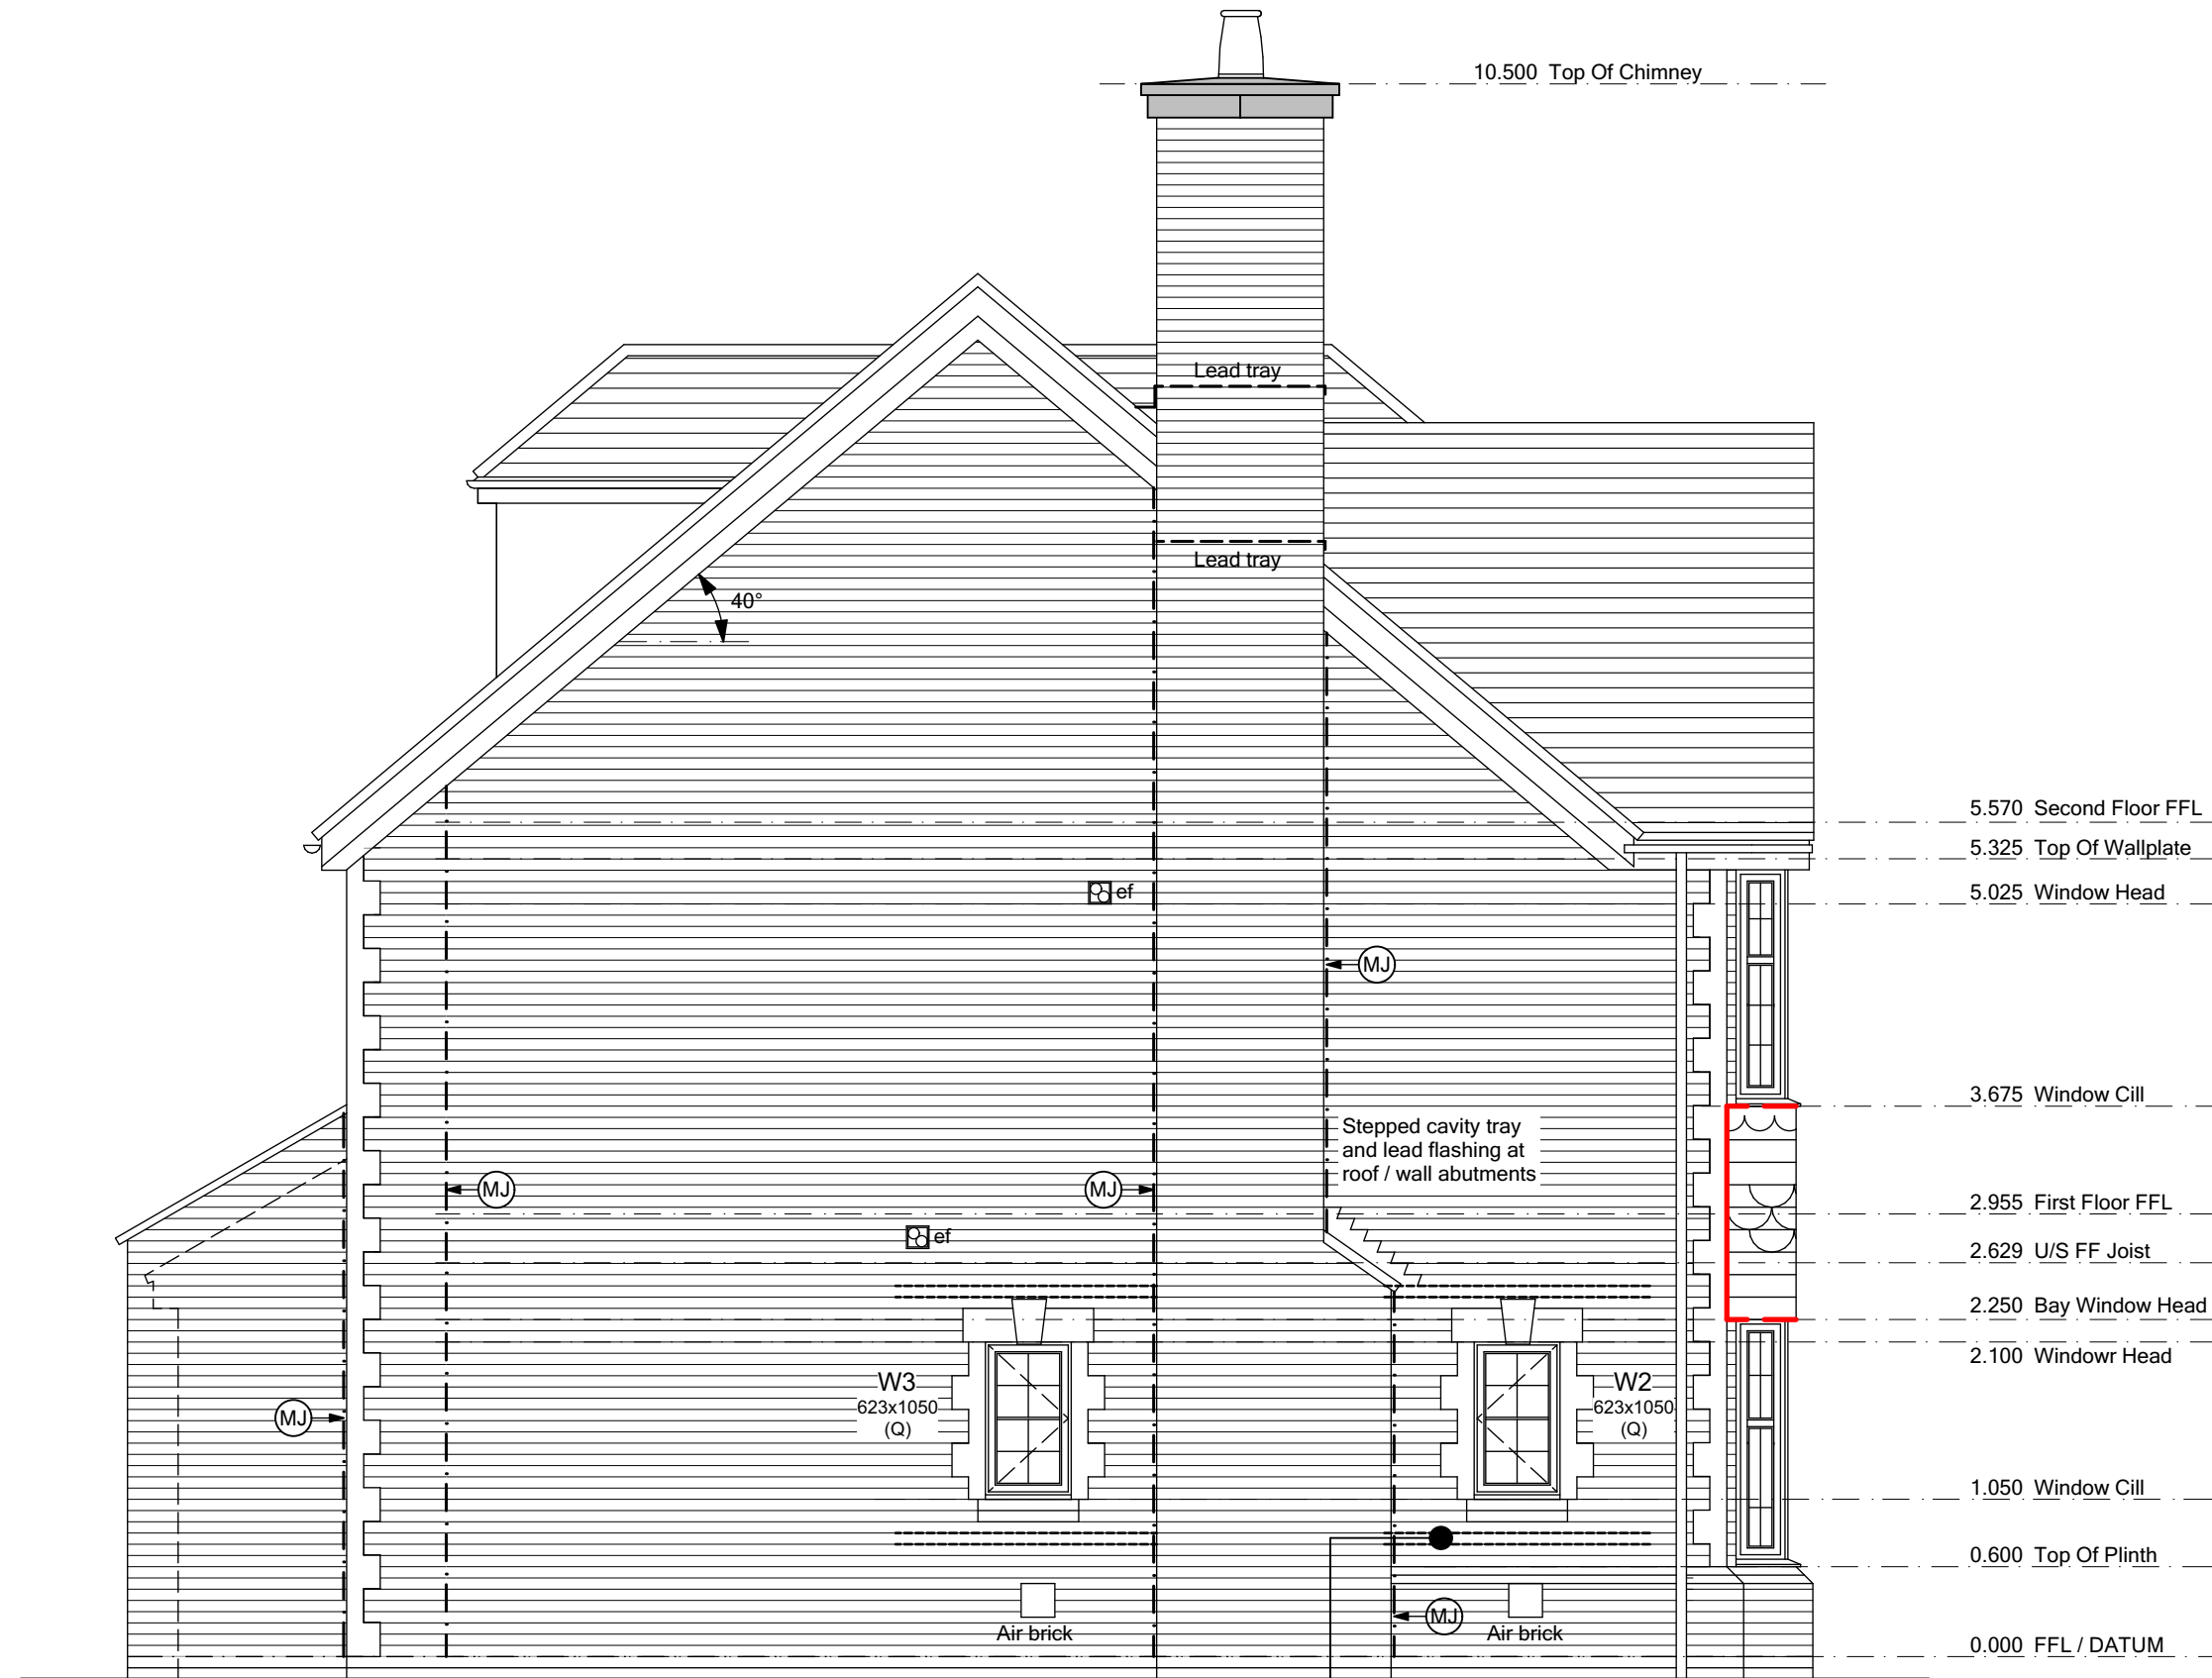 10.500 Top Of Chimney
Lead tray
Lead tray
40°
5.570 Second Floor FFL
5.325 Top Of Wallplate
ef
5.025 Window Head
MJ
3.675 Window Cill
Stepped cavity tray
and lead flashing at
roof / wall abutments
MJ
MJ
2.955 First Floor FFL
ef
2.629 U/S FF Joist
2.250 Bay Window Head
2.100 Windowr Head
W3
623x1050
(Q)
W2
623x1050
(Q)
MJ
1.050 Window Cill
0.600 Top Of Plinth
MJ
Air brick
Air brick
0.000 FFL / DATUM